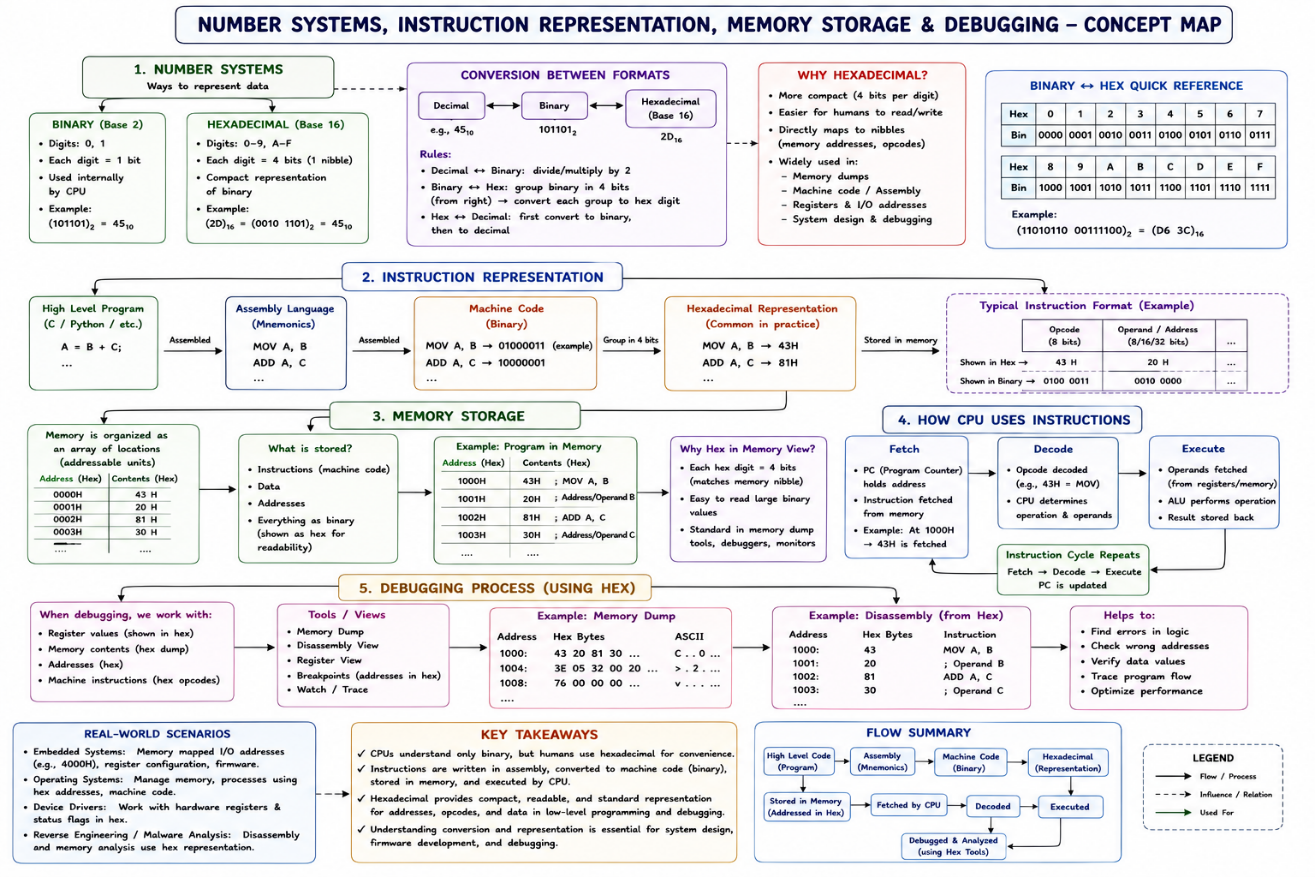 NUMBER SYSTEMS, INSTRUCTION REPRESENTATION, MEMORY STORAGE & DEBUGGING – CONCEPT MAP
1. NUMBER SYSTEMS
Ways to represent data
BINARY (Base 2)
• Digits: 0, 1
• Each digit = 1 bit
• Used internally
by CPU
• Example:
(101101)₂ = 45₁₀
HEXADECIMAL (Base 16)
• Digits: 0–9, A–F
• Each digit = 4 bits (1 nibble)
• Compact representation
of binary
• Example:
(2D)₁₆ = (0010 1101)₂ = 45₁₀
CONVERSION BETWEEN FORMATS
Decimal
Binary
Hexadecimal
(Base 16)
e.g., 45₁₀
101101₂
2D₁₆
Rules:
• Decimal ↔ Binary: divide/multiply by 2
• Binary ↔ Hex: group binary in 4 bits
(from right) → convert each group to hex digit
• Hex ↔ Decimal: first convert to binary,
then to decimal
WHY HEXADECIMAL?
• More compact (4 bits per digit)
• Easier for humans to read/write
• Directly maps to nibbles
(memory addresses, opcodes)
• Widely used in:
– Memory dumps
– Machine code / Assembly
– Registers & I/O addresses
– System design & debugging
BINARY ↔ HEX QUICK REFERENCE
Hex 0 1 2 3 4 5 6 7
Bin 0000 0001 0010 0011 0100 0101 0110 0111
Hex 8 9 A B C D E F
Bin 1000 1001 1010 1011 1100 1101 1110 1111
Example:
(11010110 00111100)₂ = (D6 3C)₁₆
2. INSTRUCTION REPRESENTATION
High Level Program
(C / Python / etc.)
A = B + C;
...
Assembled
Assembly Language
(Mnemonics)
MOV A, B
ADD A, C
...
Assembled
Machine Code
(Binary)
MOV A, B → 01000011 (example)
ADD A, C → 10000001
...
Group in 4 bits
Hexadecimal Representation
(Common in practice)
MOV A, B → 43H
ADD A, C → 81H
...
Stored in memory
Typical Instruction Format (Example)
Opcode
(8 bits)
Operand / Address
(8/16/32 bits)
...
Shown in Hex → 43 H 20 H ...
Shown in Binary → 0100 0011 0010 0000 ...
3. MEMORY STORAGE
Memory is organized as
an array of locations
(addressable units)
Address (Hex) Contents (Hex)
0000H 43 H
0001H 20 H
0002H 81 H
0003H 30 H
.... ....
What is stored?
• Instructions (machine code)
• Data
• Addresses
• Everything as binary
(shown as hex for
readability)
Example: Program in Memory
Address (Hex) Contents (Hex)
1000H 43H ; MOV A, B
1001H 20H ; Address/Operand B
1002H 81H ; ADD A, C
1003H 30H ; Address/Operand C
.... ....
Why Hex in Memory View?
• Each hex digit = 4 bits
(matches memory nibble)
• Easy to read large binary
values
• Standard in memory dump
tools, debuggers, monitors
4. HOW CPU USES INSTRUCTIONS
Fetch
• PC (Program Counter)
holds address
• Instruction fetched
from memory
• Example: At 1000H
→ 43H is fetched
Decode
• Opcode decoded
(e.g., 43H = MOV)
• CPU determines
operation & operands
Execute
• Operands fetched
(from registers/memory)
• ALU performs operation
• Result stored back
Instruction Cycle Repeats
Fetch → Decode → Execute
PC is updated
5. DEBUGGING PROCESS (USING HEX)
When debugging, we work with:
• Register values (shown in hex)
• Memory contents (hex dump)
• Addresses (hex)
• Machine instructions (hex opcodes)
Tools / Views
• Memory Dump
• Disassembly View
• Register View
• Breakpoints (addresses in hex)
• Watch / Trace
Example: Memory Dump
Address Hex Bytes ASCII
1000: 43 20 81 30 ... C . . 0 ...
1004: 3E 05 32 00 20 ... > . 2 . ...
1008: 76 00 00 00 ... v . . . ...
....
Example: Disassembly (from Hex)
Address Hex Bytes Instruction
1000: 43 MOV A, B
1001: 20 ; Operand B
1002: 81 ADD A, C
1003: 30 ; Operand C
....
Helps to:
• Find errors in logic
• Check wrong addresses
• Verify data values
• Trace program flow
• Optimize performance
REAL-WORLD SCENARIOS
• Embedded Systems: Memory mapped I/O addresses
(e.g., 4000H), register configuration, firmware.
• Operating Systems: Manage memory, processes using
hex addresses, machine code.
• Device Drivers: Work with hardware registers &
status flags in hex.
• Reverse Engineering / Malware Analysis: Disassembly
and memory analysis use hex representation.
KEY TAKEAWAYS
✓ CPUs understand only binary, but humans use hexadecimal for convenience.
✓ Instructions are written in assembly, converted to machine code (binary),
stored in memory, and executed by CPU.
✓ Hexadecimal provides compact, readable, and standard representation
for addresses, opcodes, and data in low-level programming and debugging.
✓ Understanding conversion and representation is essential for system design,
firmware development, and debugging.
FLOW SUMMARY
High Level Code
(Program)
Assembly
(Mnemonics)
Machine Code
(Binary)
Hexadecimal
(Representation)
Stored in Memory
(Addressed in Hex)
Fetched by CPU
Decoded
Executed
Debugged & Analyzed
(using Hex Tools)
LEGEND
Flow / Process
Influence / Relation
Used For